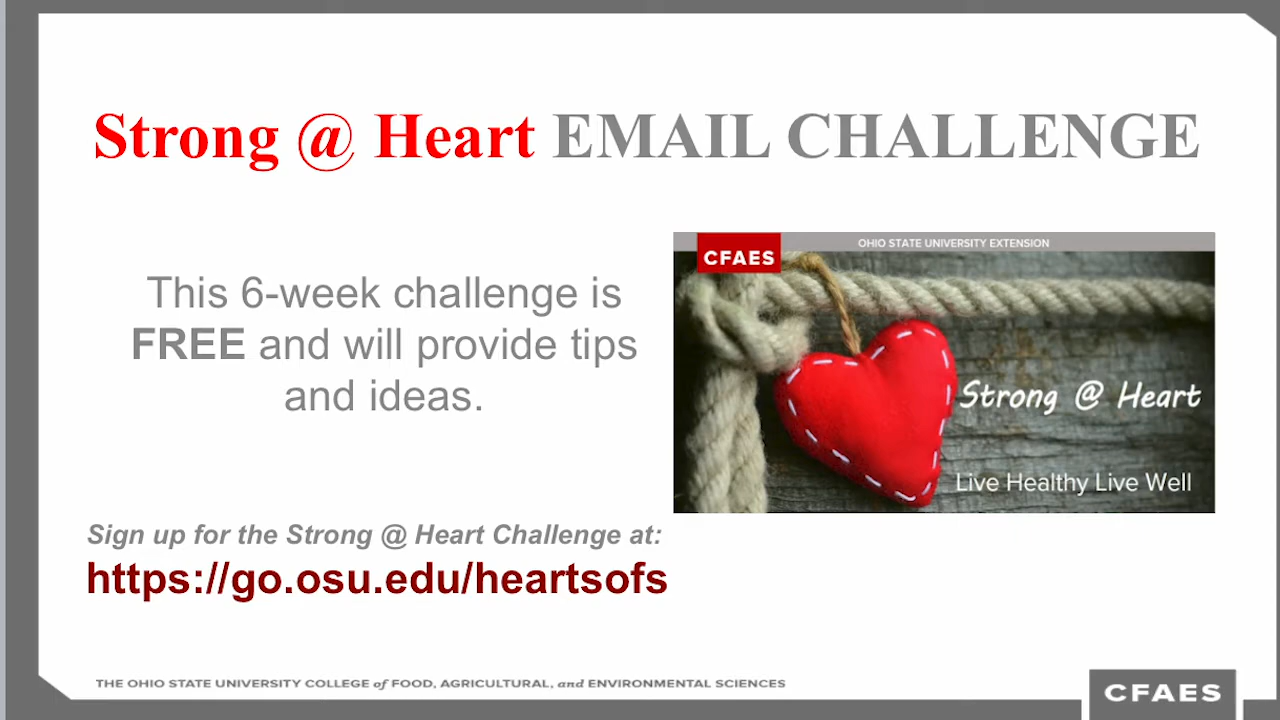 Strong @ Heart EMAIL CHALLENGE
This 6-week challenge is
FREE and will provide tips
and ideas.
OHIO STATE UNIVERSITY EXTENSION
CFAES
Strong @ Heart
Live Healthy Live Well
Sign up for the Strong @ Heart Challenge at:
https://go.osu.edu/heartsofs
THE OHIO STATE UNIVERSITY COLLEGE of FOOD, AGRICULTURAL, and ENVIRONMENTAL SCIENCES
CFAES